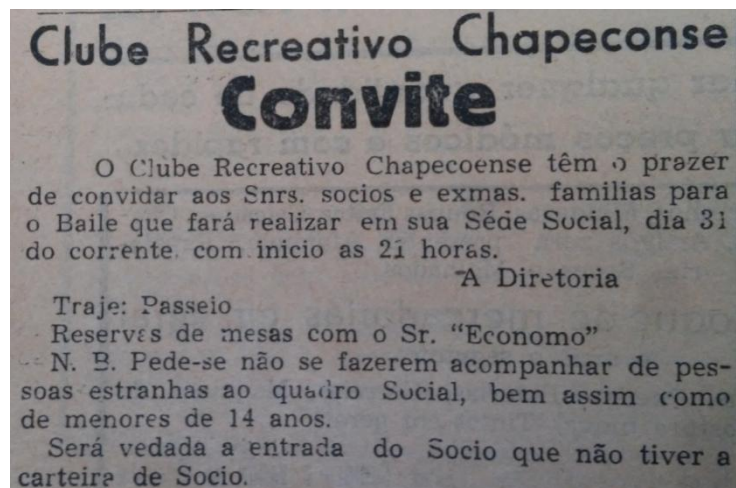 Clube Recreativo Chapeconse
Convite
O Clube Recreativo Chapecoense têm o prazer
de convidar aos Snrs. socios e exmas. familias para
o Baile que fará realizar em sua Séde Social, dia 31
do corrente com inicio as 21 horas.
A Diretoria
Traje: Passeio
Reservas de mesas com o Sr. "Economo"
N. B. Pede-se não se fazerem acompanhar de pes-
soas estranhas ao quadro Social, bem assim como
de menores de 14 anos.
Será vedada a entrada do Socio que não tiver a
carteira de Socio.